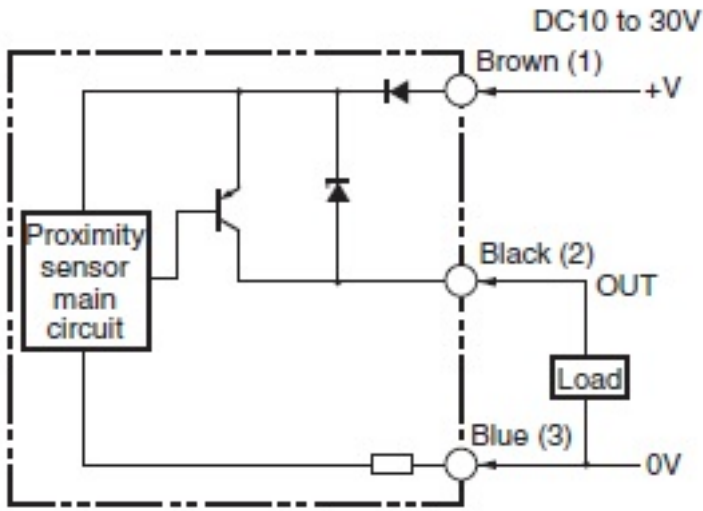 DC10 to 30V
Brown (1)
+V
Proximity
sensor
main
circuit
Black (2)
OUT
Load
Blue (3)
0V